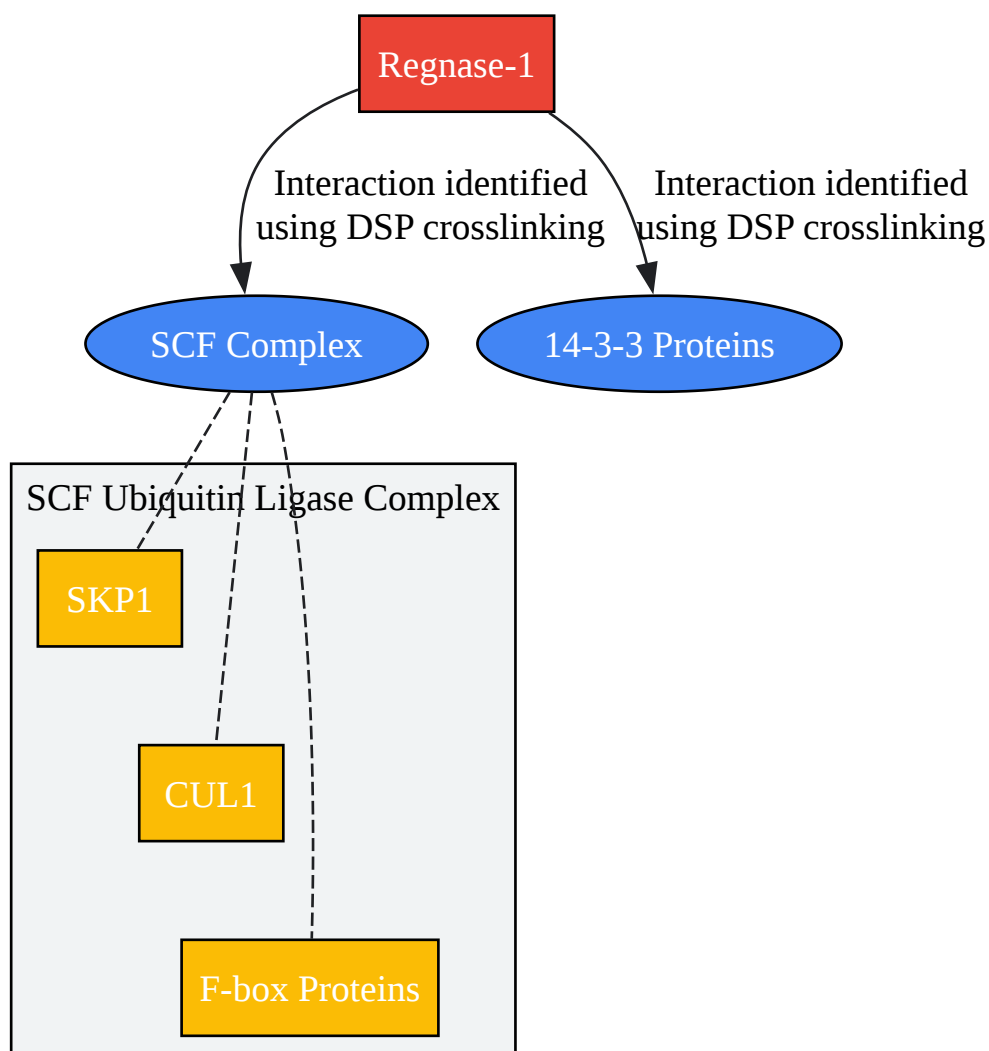 Regnase-1
Interaction identified
using DSP crosslinking
Interaction identified
using DSP crosslinking
SCF Complex
14-3-3 Proteins
SCF Ubiquitin Ligase Complex
SKP1
CUL1
F-box Proteins